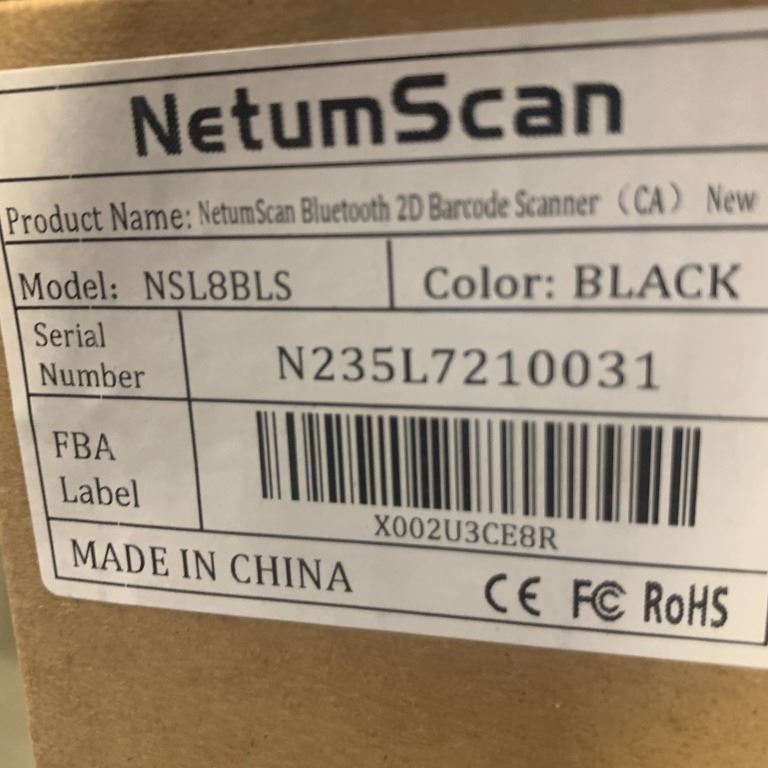 NetumScan
Product Name: NetumScan Bluetooth 2D Barcode Scanner（CA） New
Model: NSL8BLS
Color: BLACK
Serial
Number
N235L7210031
FBA
Label
X002U3CE8R
MADE IN CHINA
CE FC RoHS